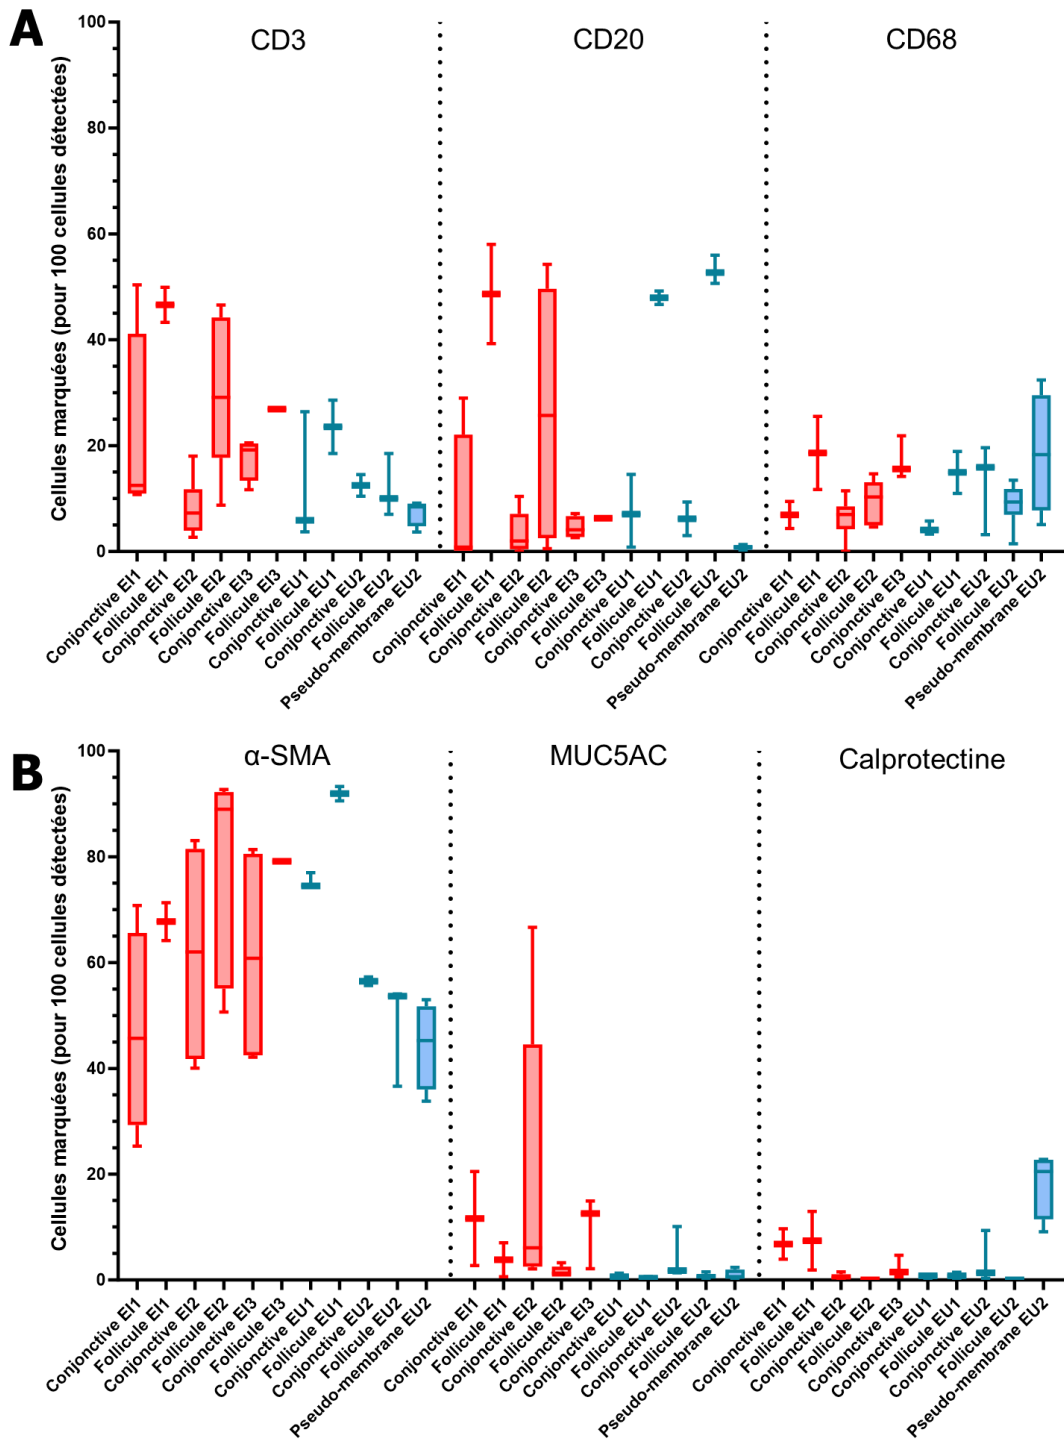 A
CD3
CD20
CD68
Cellules marquées (pour 100 cellules détectées)
100
80
60
40
20
0
Conjonctive EI1
Follicule EI1
Conjonctive EI2
Follicule EI2
Conjonctive EI3
Follicule EI3
Conjonctive EU1
Follicule EU1
Conjonctive EU2
Follicule EU2
Pseudo-membrane EU2
Conjonctive EI1
Follicule EI1
Conjonctive EI2
Follicule EI2
Conjonctive EI3
Follicule EI3
Conjonctive EU1
Follicule EU1
Conjonctive EU2
Follicule EU2
Pseudo-membrane EU2
Conjonctive EI1
Follicule EI1
Conjonctive EI2
Follicule EI2
Conjonctive EI3
Conjonctive EU1
Follicule EU1
Conjonctive EU2
Follicule EU2
Pseudo-membrane EU2
B
α-SMA
MUC5AC
Calprotectine
Cellules marquées (pour 100 cellules détectées)
100
80
60
40
20
0
Conjonctive EI1
Follicule EI1
Conjonctive EI2
Follicule EI2
Conjonctive EI3
Follicule EI3
Conjonctive EU1
Follicule EU1
Conjonctive EU2
Follicule EU2
Pseudo-membrane EU2
Conjonctive EI1
Follicule EI1
Conjonctive EI2
Follicule EI2
Conjonctive EI3
Conjonctive EU1
Follicule EU1
Conjonctive EU2
Follicule EU2
Pseudo-membrane EU2
Conjonctive EI1
Follicule EI1
Conjonctive EI2
Follicule EI2
Conjonctive EI3
Conjonctive EU1
Follicule EU1
Conjonctive EU2
Follicule EU2
Pseudo-membrane EU2